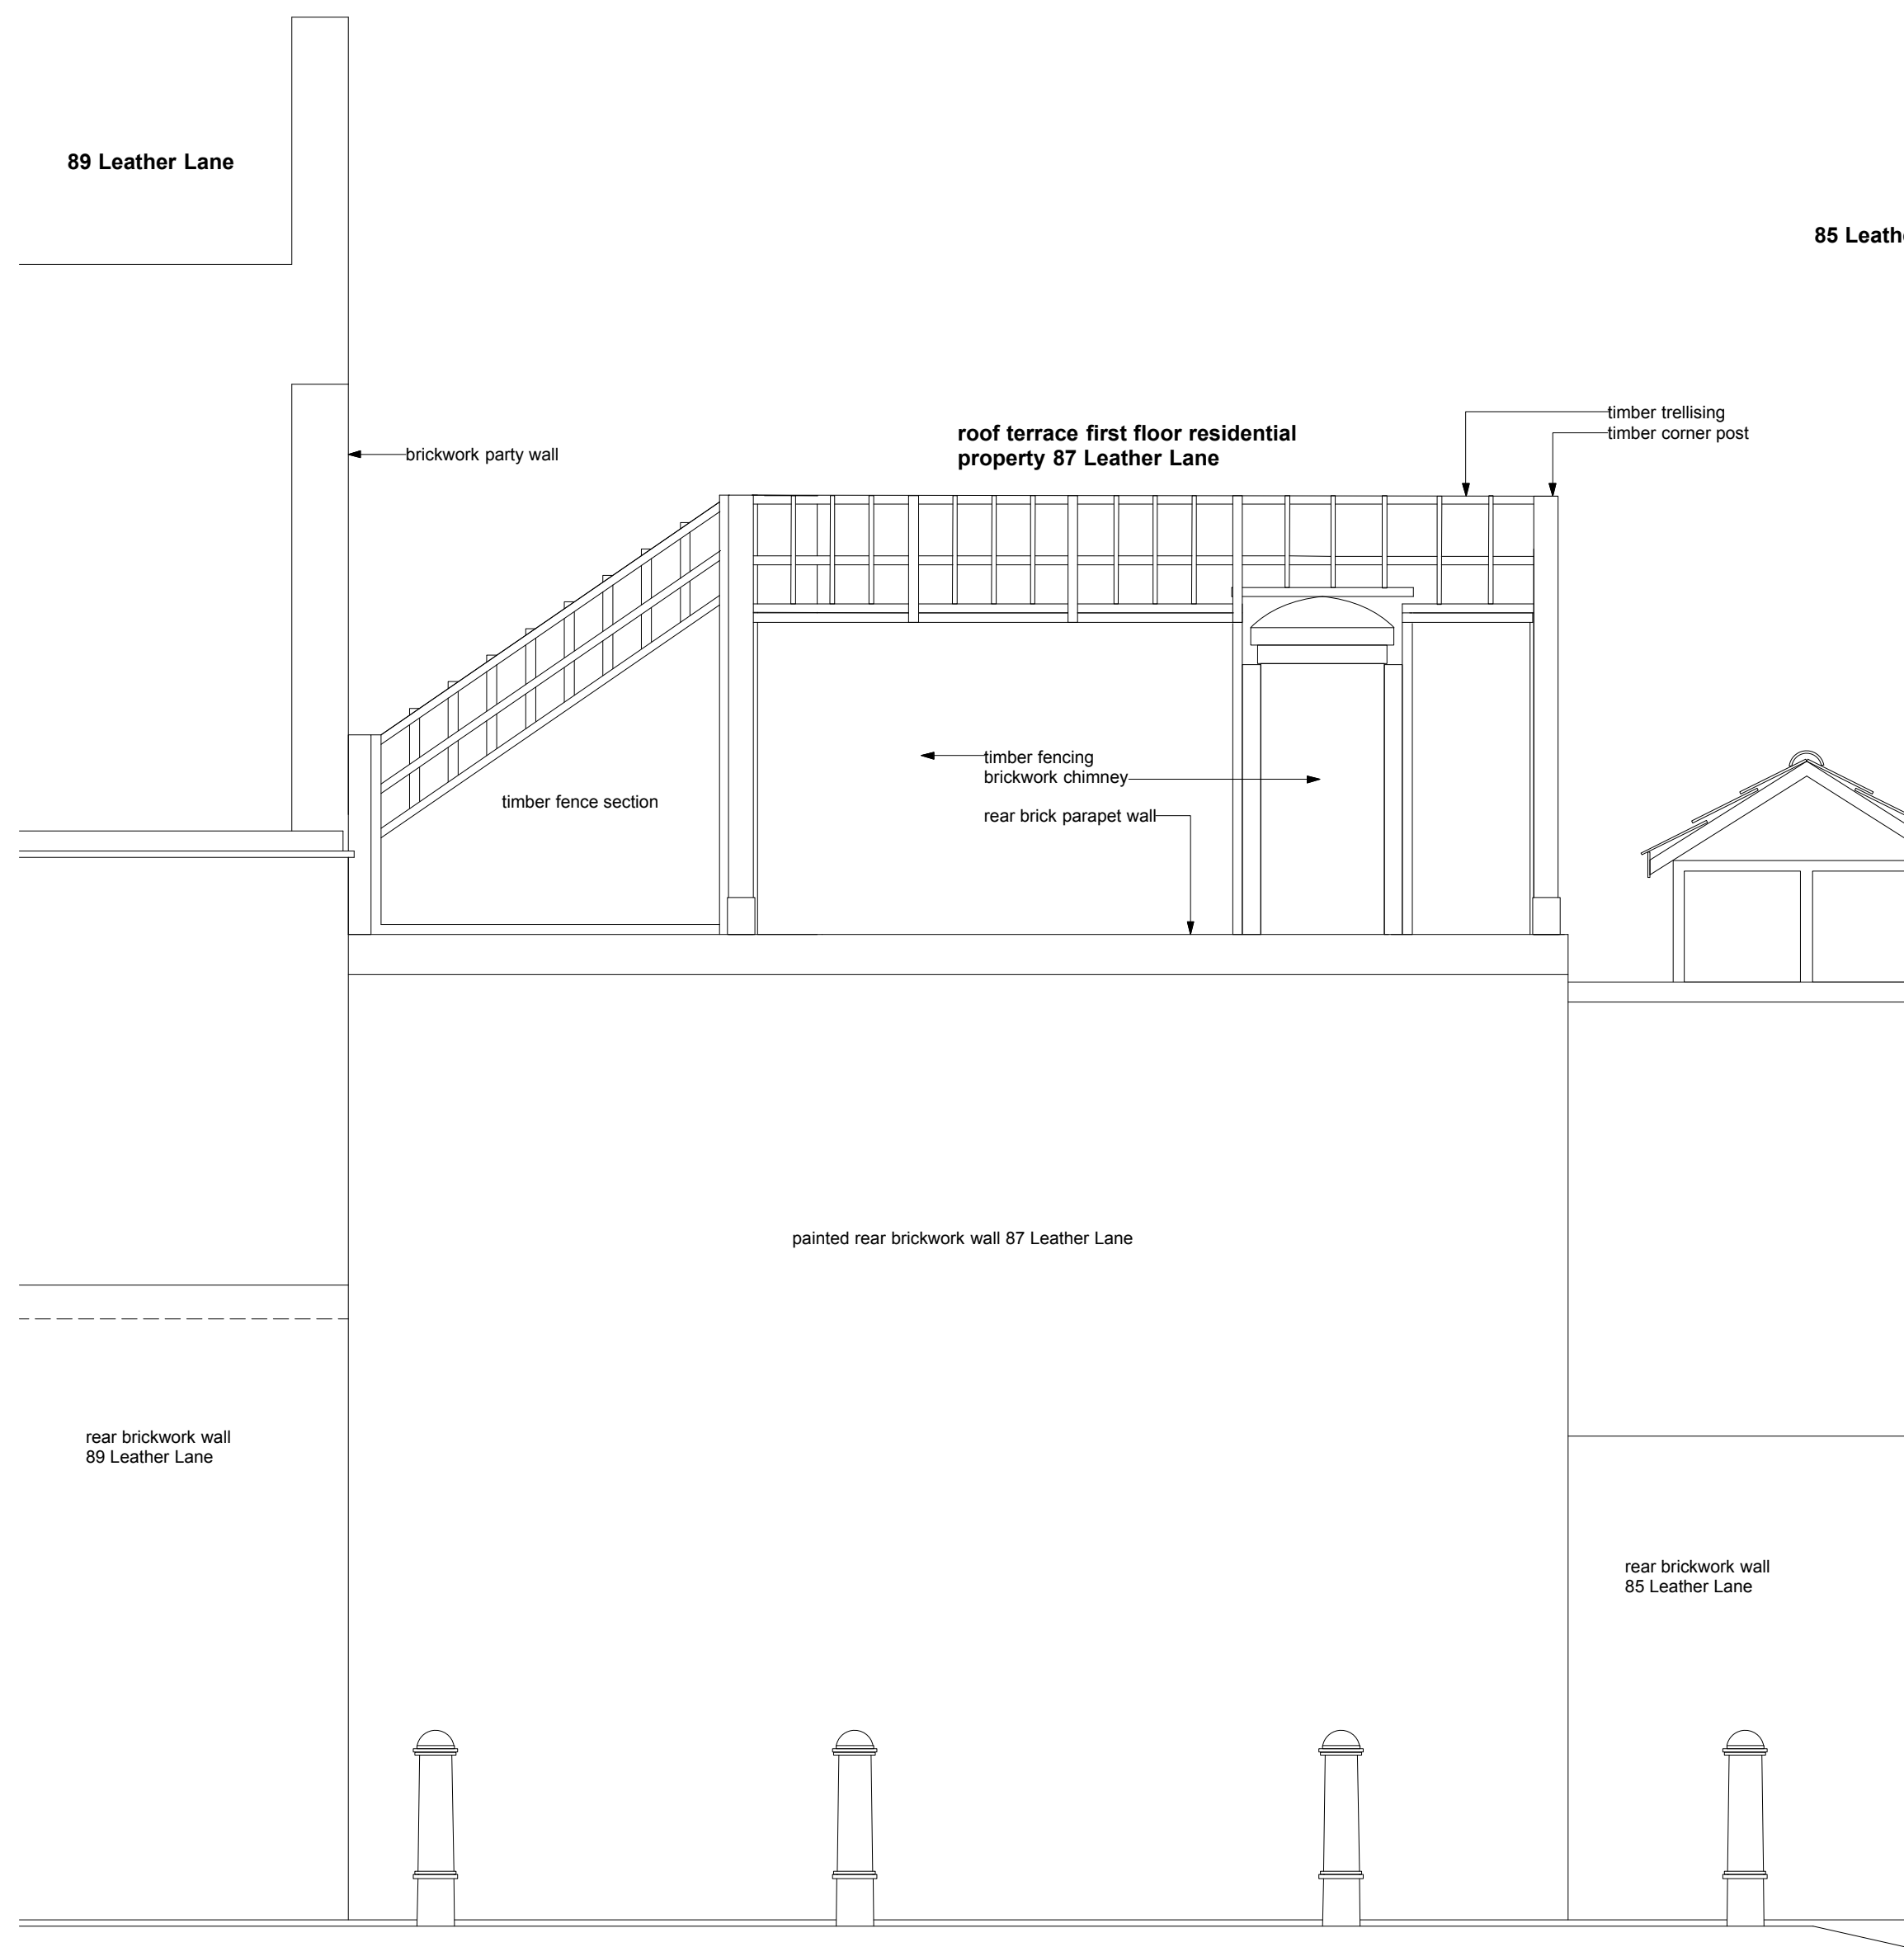 89 Leather Lane
85 Leath
timber trellising
timber corner post
roof terrace first floor residential
property 87 Leather Lane
brickwork party wall
timber fencing
brickwork chimney
timber fence section
rear brick parapet wall
painted rear brickwork wall 87 Leather Lane
rear brickwork wall
89 Leather Lane
rear brickwork wall
85 Leather Lane